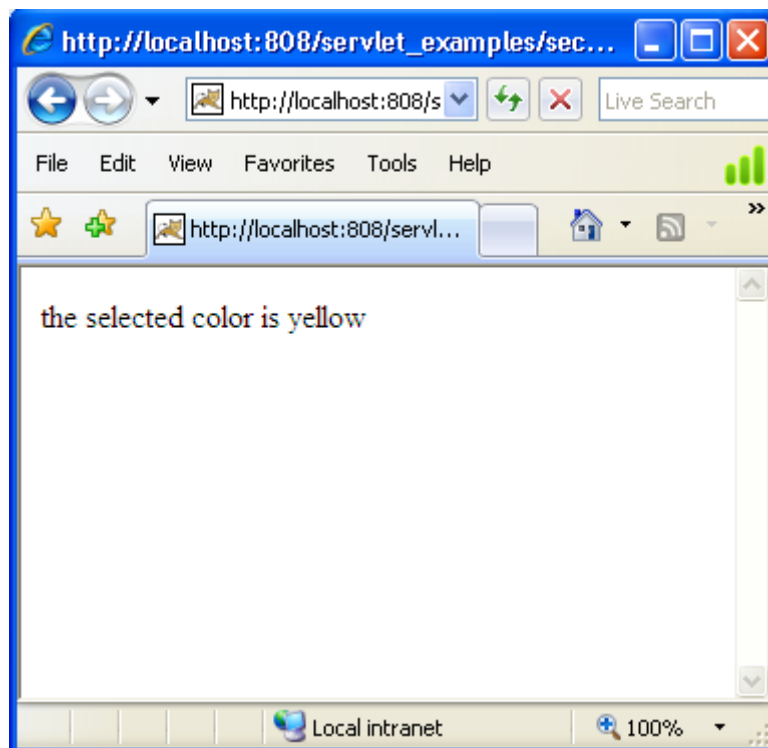 http://localhost:808/servlet_examples/sec...
http://localhost:808/s
Live Search
File Edit View Favorites Tools Help
http://localhost:808/servl...
»
the selected color is yellow
Local intranet
100%